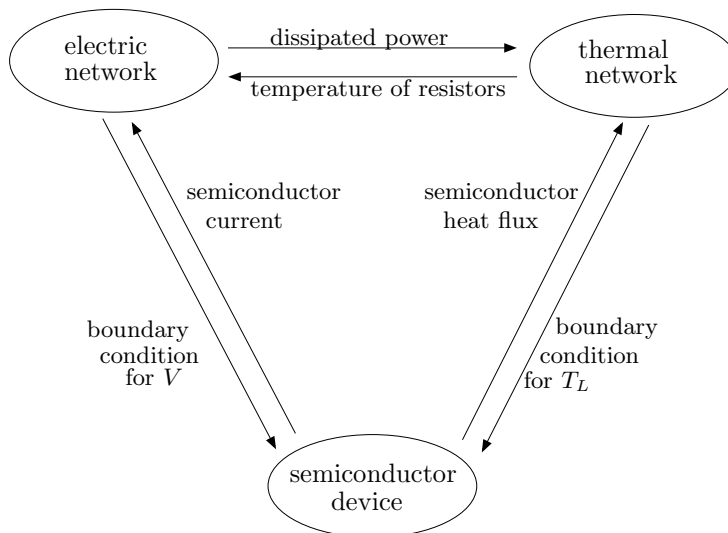 electric
network
dissipated power
temperature of resistors
thermal
network
semiconductor
current
semiconductor
heat flux
boundary
condition
for V
boundary
condition
for T_L
semiconductor
device